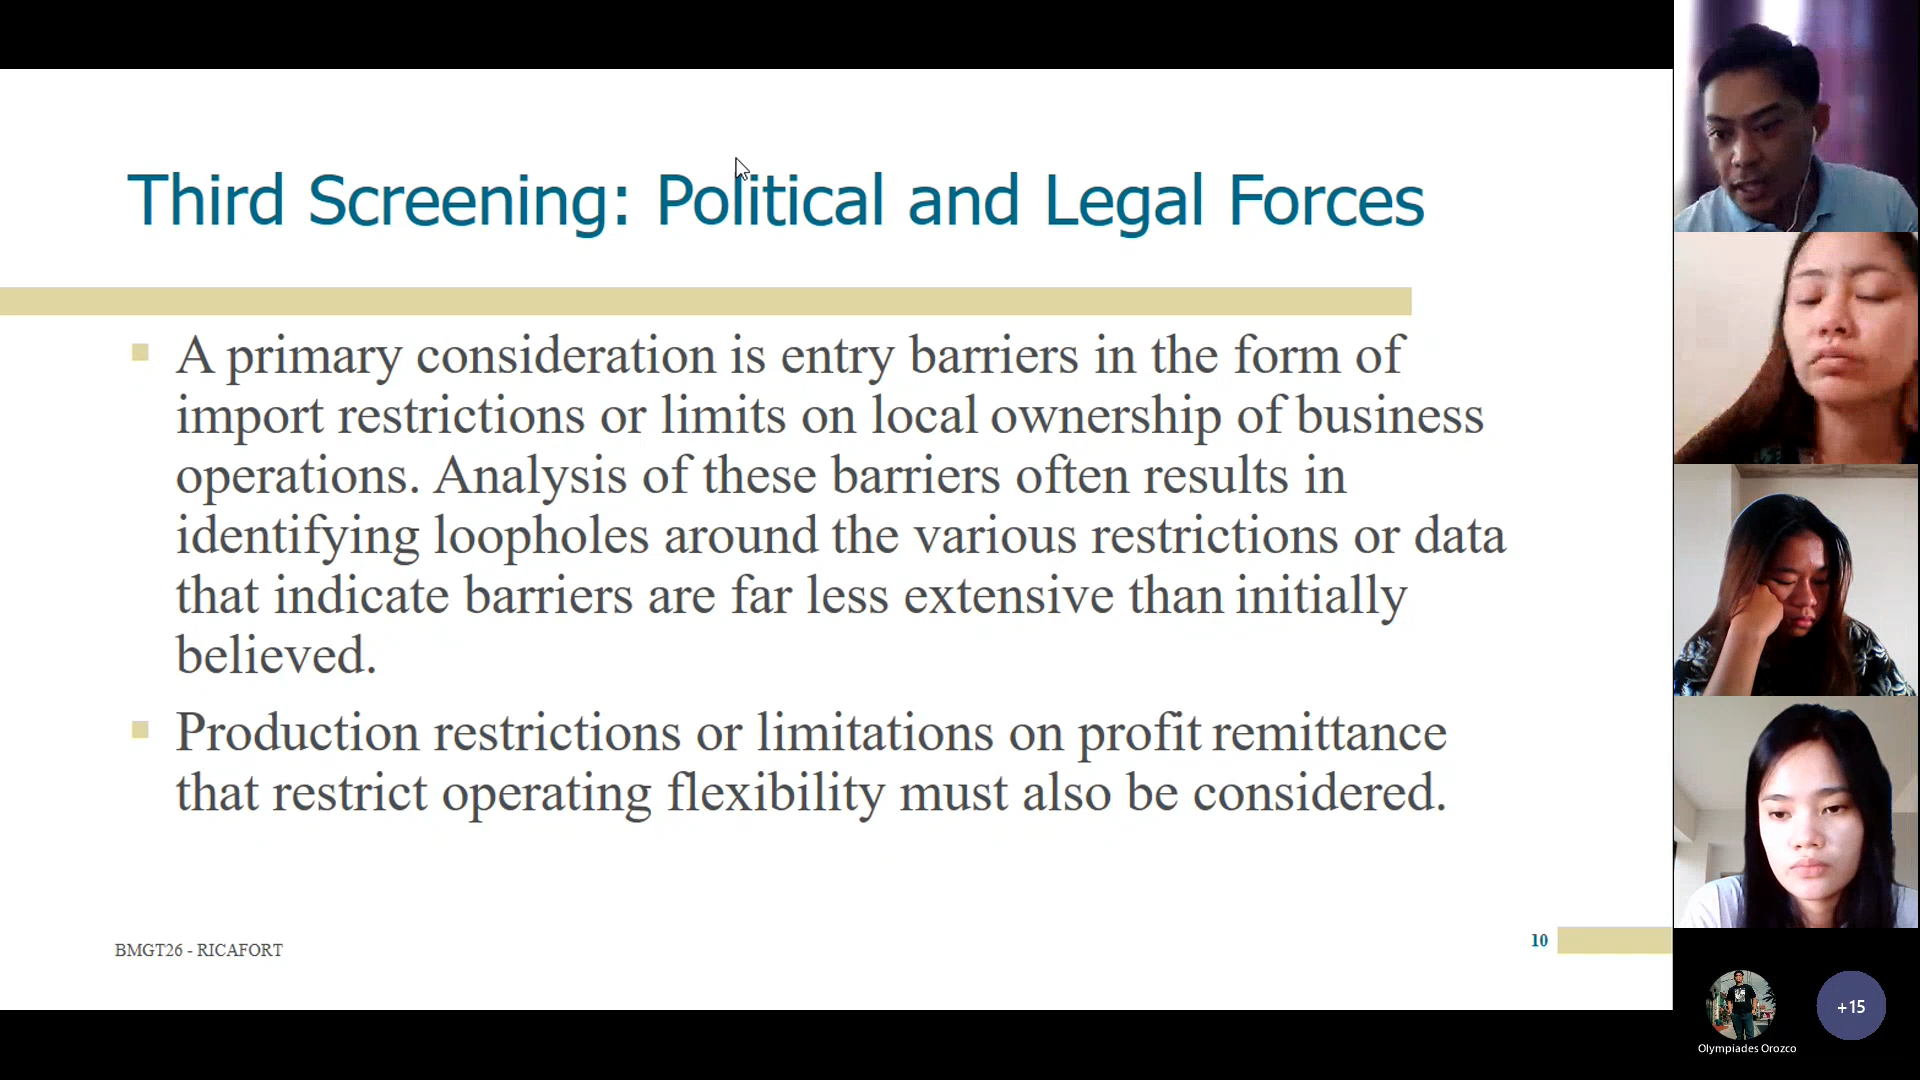 Third Screening: Political and Legal Forces
A primary consideration is entry barriers in the form of
import restrictions or limits on local ownership of business
operations. Analysis of these barriers often results in
identifying loopholes around the various restrictions or data
that indicate barriers are far less extensive than initially
believed.
Production restrictions or limitations on profit remittance
that restrict operating flexibility must also be considered.
BMGT26 - RICAFORT
10
+15
Olympiades Orozco